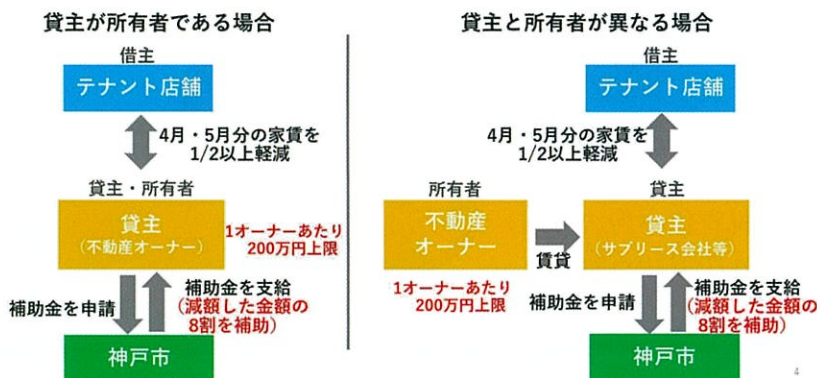 貸主が所有者である場合
借主
テナント店舗
4月・5月分の家賃を
1/2以上軽減
貸主・所有者
貸主
（不動産オーナー）
1オーナーあたり
200万円上限
補助金を申請
補助金を支給
（減額した金額の
8割を補助）
神戸市
貸主と所有者が異なる場合
借主
テナント店舗
4月・5月分の家賃を
1/2以上軽減
所有者
不動産
オーナー
1オーナーあたり
200万円上限
賃貸
貸主
貸主
（サブリース会社等）
補助金を申請
補助金を支給
（減額した金額の
8割を補助）
神戸市
4